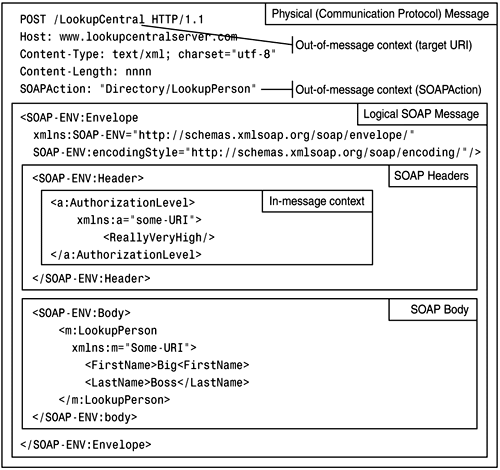 Physical (Communication Protocol) Message
POST /LookupCentral HTTP/1.1
Host: www.lookupcentralserver.com
Out-of-message context (target URI)
Content-Type: text/xml; charset="utf-8"
Content-Length: nnnn
SOAPAction: "Directory/LookupPerson"
Out-of-message context (SOAPAction)
Logical SOAP Message
<SOAP-ENV:Envelope
xmlns:SOAP-ENV="http://schemas.xmlsoap.org/soap/envelope/"
SOAP-ENV:encodingStyle="http://schemas.xmlsoap.org/soap/encoding/"/>
SOAP Headers
<SOAP-ENV:Header>
In-message context
<a:AuthorizationLevel>
xmlns:a="some-URI">
<ReallyVeryHigh/>
</a:AuthorizationLevel>
</SOAP-ENV:Header>
SOAP Body
<SOAP-ENV:Body>
<m:LookupPerson
xmlns:m="Some-URI">
<FirstName>Big<FirstName>
<LastName>Boss</LastName>
</m:LookupPerson>
</SOAP-ENV:body>
</SOAP-ENV:Envelope>